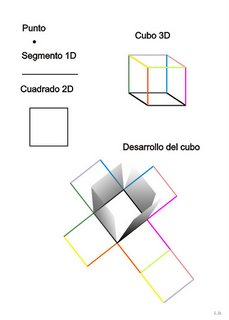 Punto
Segmento 1D
Cuadrado 2D
Cubo 3D
Desarrollo del cubo